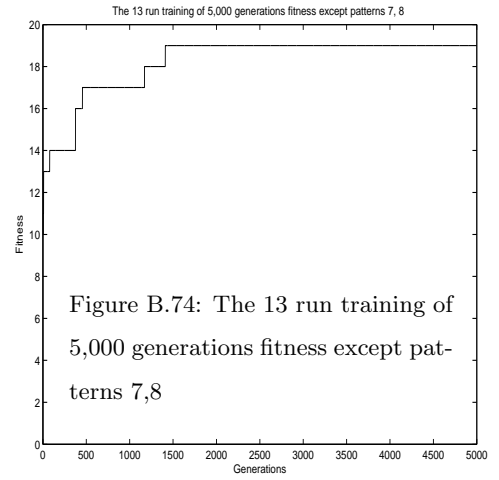 The 13 run training of 5,000 generations fitness except patterns 7, 8
20
18
16
14
12
10
8
6
4
2
0
Fitness
Figure B.74: The 13 run training of
5,000 generations fitness except pat-
terns 7,8
0 500 1000 1500 2000 2500 3000 3500 4000 4500 5000
Generations